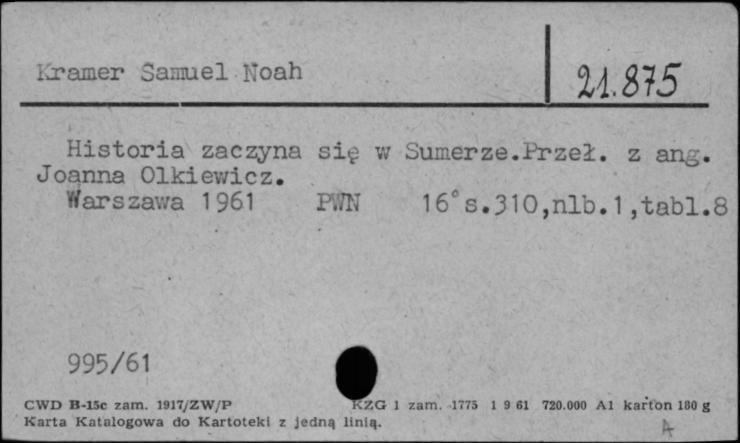 Kramer Samuel Noah
21.875
Historia zaczyna się w Sumerze.Przeł. z ang.
Joanna Olkiewicz.
Warszawa 1961 PWN 16° s.310,nlb.1,tabl.8
995/61
CWD B-15c zam. 1917/ZW/P KZG 1 zam. 1775 1 9 61 720.000 A1 karton 180 g
Karta Katalogowa do Kartoteki z jedną linią.
A